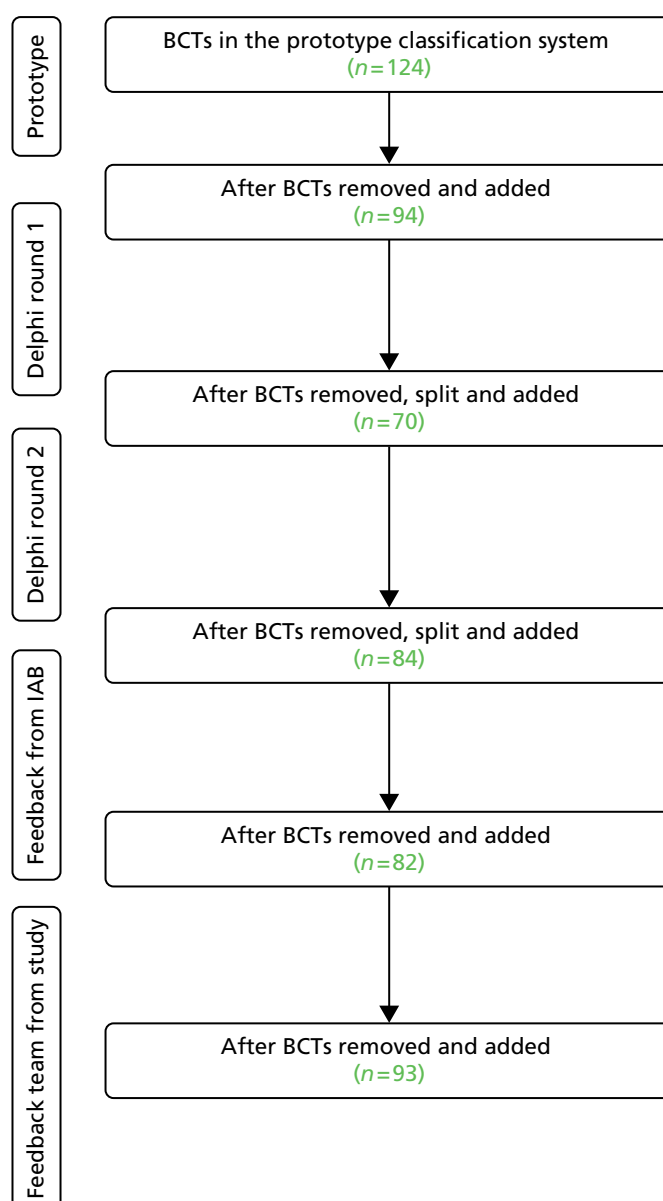 Prototype
BCTs in the prototype classification system
(n=124)
After BCTs removed and added
(n=94)
Delphi round 1
After BCTs removed, split and added
(n=70)
Delphi round 2
After BCTs removed, split and added
(n=84)
Feedback from IAB
After BCTs removed and added
(n=82)
Feedback team from study
After BCTs removed and added
(n=93)